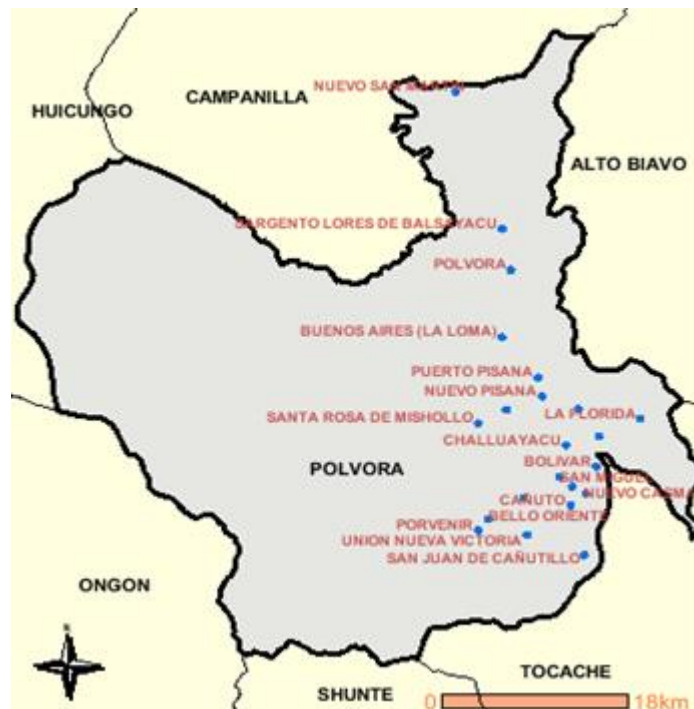 NUEVO SAN MARTIN
CAMPANILLA
HUICUNGO
ALTO BIAVO
SARGENTO LORES DE BALSAYACU
POLVORA
BUENOS AIRES (LA LOMA)
PUERTO PISANA
NUEVO PISANA
LA FLORIDA
SANTA ROSA DE MISHOLLO
CHALLUAYACU
BOLIVAR
POLVORA
SAN MIGUEL
NUEVO CASMA
CAÑUTO
BELLO ORIENTE
PORVENIR
UNION NUEVA VICTORIA
SAN JUAN DE CAÑUTILLO
ONGON
N
TOCACHE
SHUNTE
0 18km